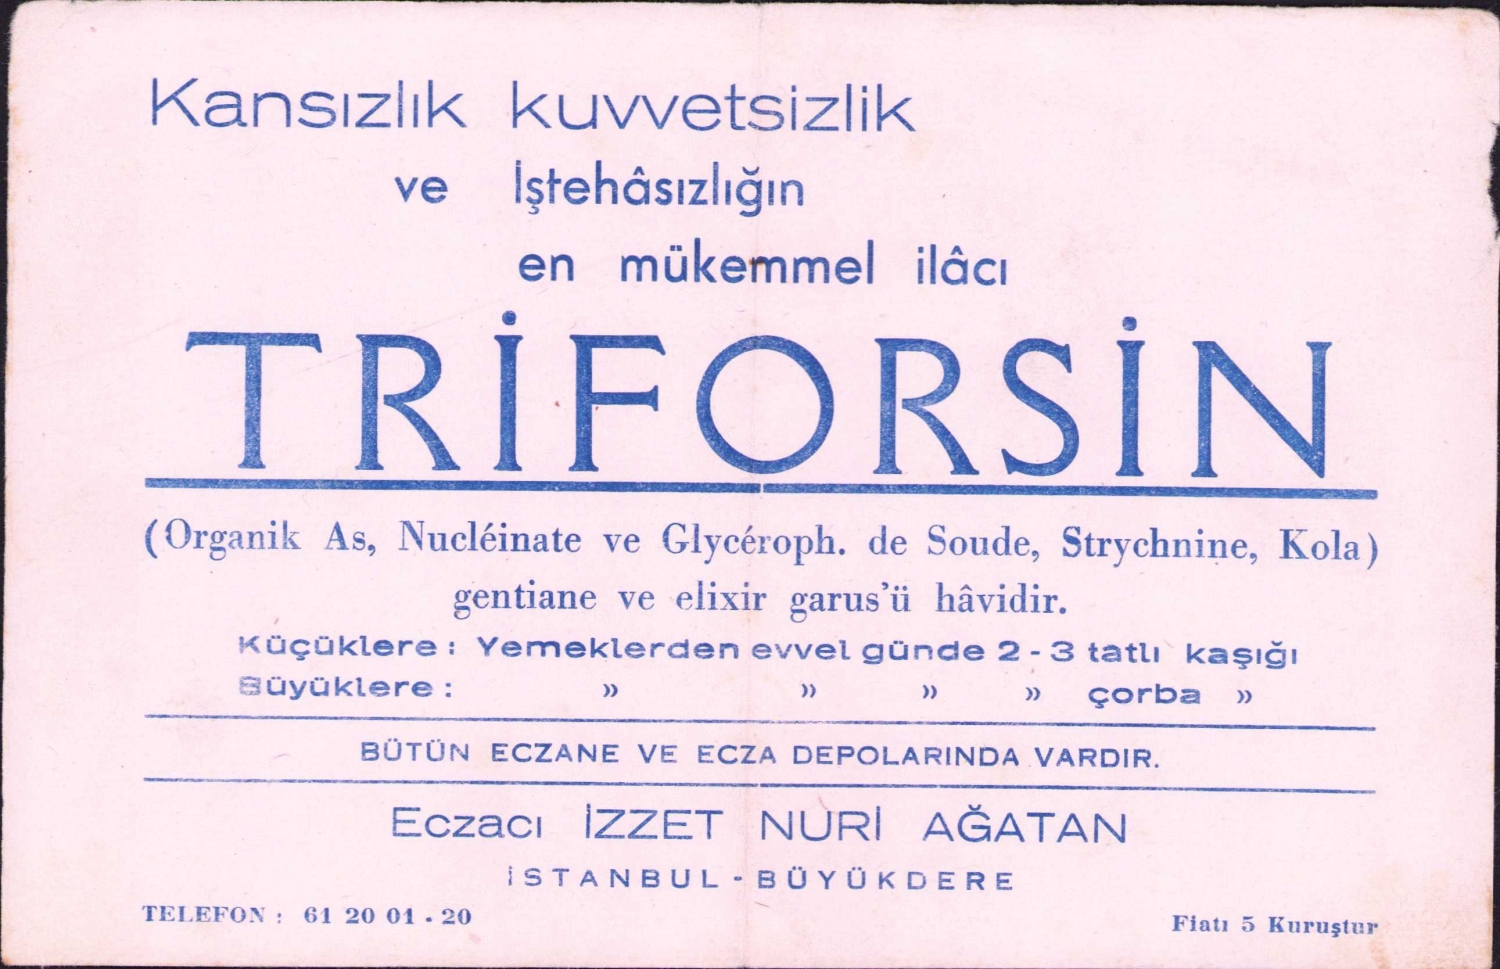 Kansızlık kuvvetsizlik
ve İştehâsızlığın
en mükemmel ilâcı
TRİFORSİN
(Organik As, Nucléinate ve Glycéroph. de Soude, Strychnine, Kola)
gentiane ve elixir garus'ü hâvidir.
Küçüklere : Yemeklerden evvel günde 2 - 3 tatlı kaşığı
Büyüklere : » » » » çorba »
BÜTÜN ECZANE VE ECZA DEPOLARINDA VARDIR.
Eczacı İZZET NURİ AĞATAN
İSTANBUL - BÜYÜKDERE
TELEFON : 61 20 01 - 20
Fiatı 5 Kuruştur